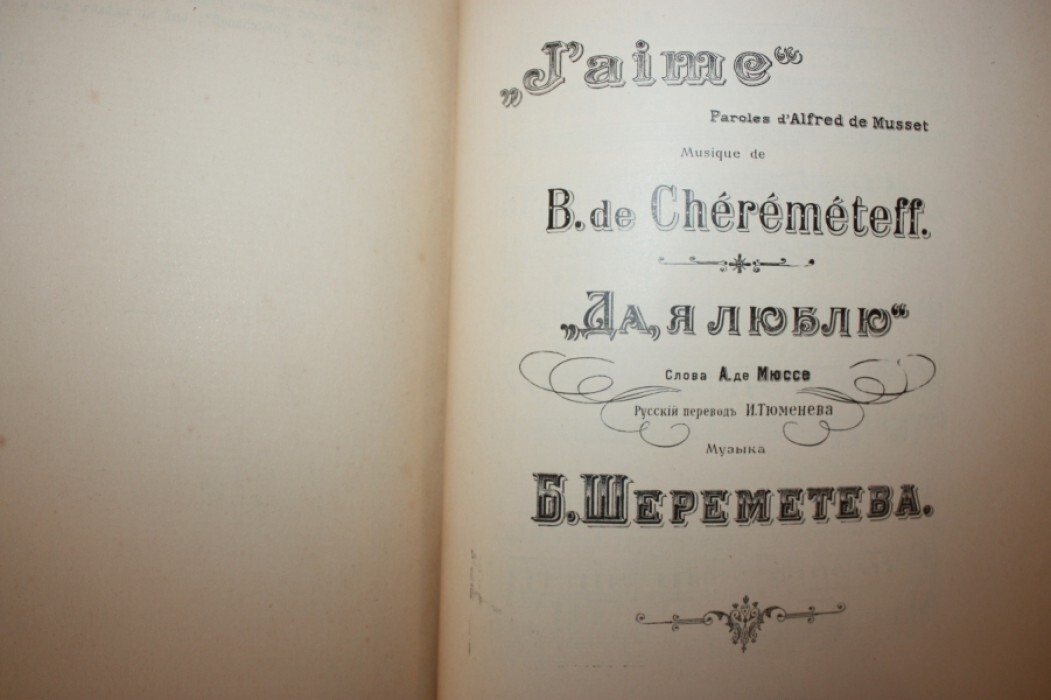 „J'aime“
Paroles d'Alfred de Musset
Musique de
B. de Chéréméteff.
„Да, я люблю“
Слова А. де Мюссе
Русскій переводъ И. Тюменева
Музыка
Б. Шереметева.